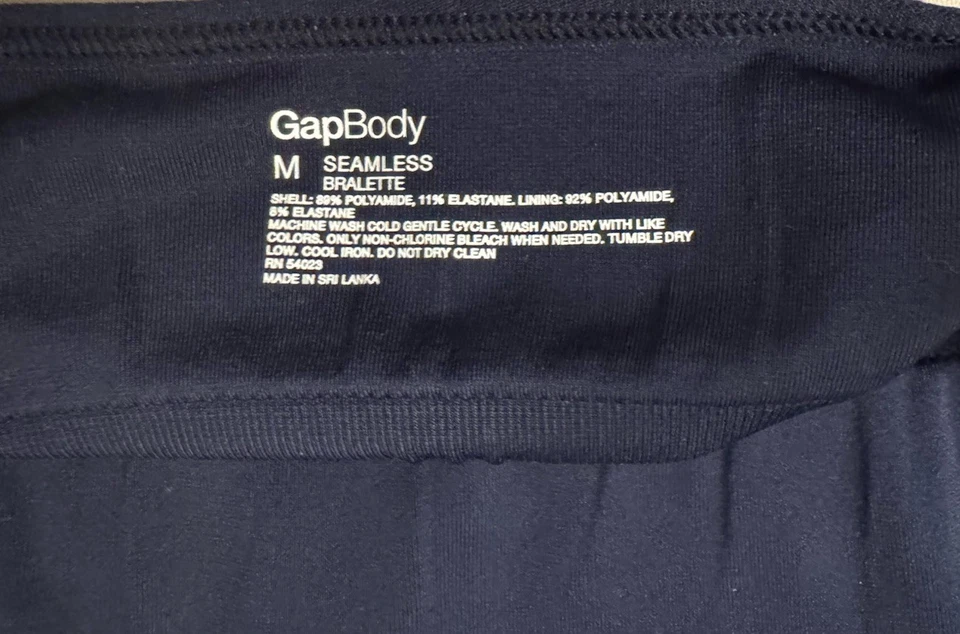 GapBody
M SEAMLESS
BRALETTE
SHELL: 89% POLYAMIDE, 11% ELASTANE. LINING: 92% POLYAMIDE,
8% ELASTANE
MACHINE WASH COLD GENTLE CYCLE. WASH AND DRY WITH LIKE
COLORS. ONLY NON-CHLORINE BLEACH WHEN NEEDED. TUMBLE DRY
LOW. COOL IRON. DO NOT DRY CLEAN
RN 54023
MADE IN SRI LANKA